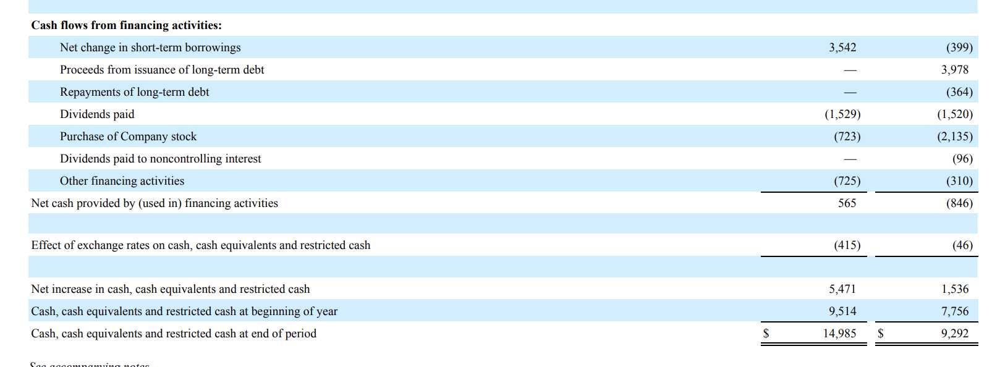 Cash flows from financing activities:
Net change in short-term borrowings 3,542 (399)
Proceeds from issuance of long-term debt — 3,978
Repayments of long-term debt — (364)
Dividends paid (1,529) (1,520)
Purchase of Company stock (723) (2,135)
Dividends paid to noncontrolling interest — (96)
Other financing activities (725) (310)
Net cash provided by (used in) financing activities 565 (846)
Effect of exchange rates on cash, cash equivalents and restricted cash (415) (46)
Net increase in cash, cash equivalents and restricted cash 5,471 1,536
Cash, cash equivalents and restricted cash at beginning of year 9,514 7,756
Cash, cash equivalents and restricted cash at end of period $ 14,985 $ 9,292
See accompanying notes